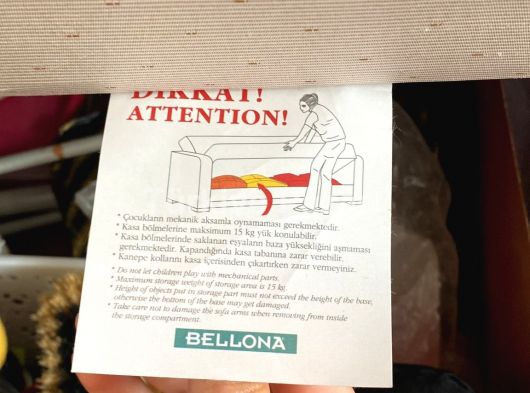 DİKKAT!
ATTENTION!
* Çocukların mekanik aksamla oynamaması gerekmektedir.
* Kasa bölmelerine maksimum 15 kg yük konulabilir.
* Kasa bölmelerinde saklanan eşyaların baza yüksekliğini aşmaması
gerekmektedir. Kapandığında kasa tabanına zarar verebilir.
* Kanepe kollarını kasa içerisinden çıkartırken zarar vermeyiniz.
* Do not let children play with mechanical parts.
* Maximum storage weight of storage area is 15 kg.
* Height of objects put in storage part must not exceed the height of the base,
otherwise the bottom of the base may get damaged.
* Take care not to damage the sofa arms when removing from inside
the storage compartment.
BELLONA